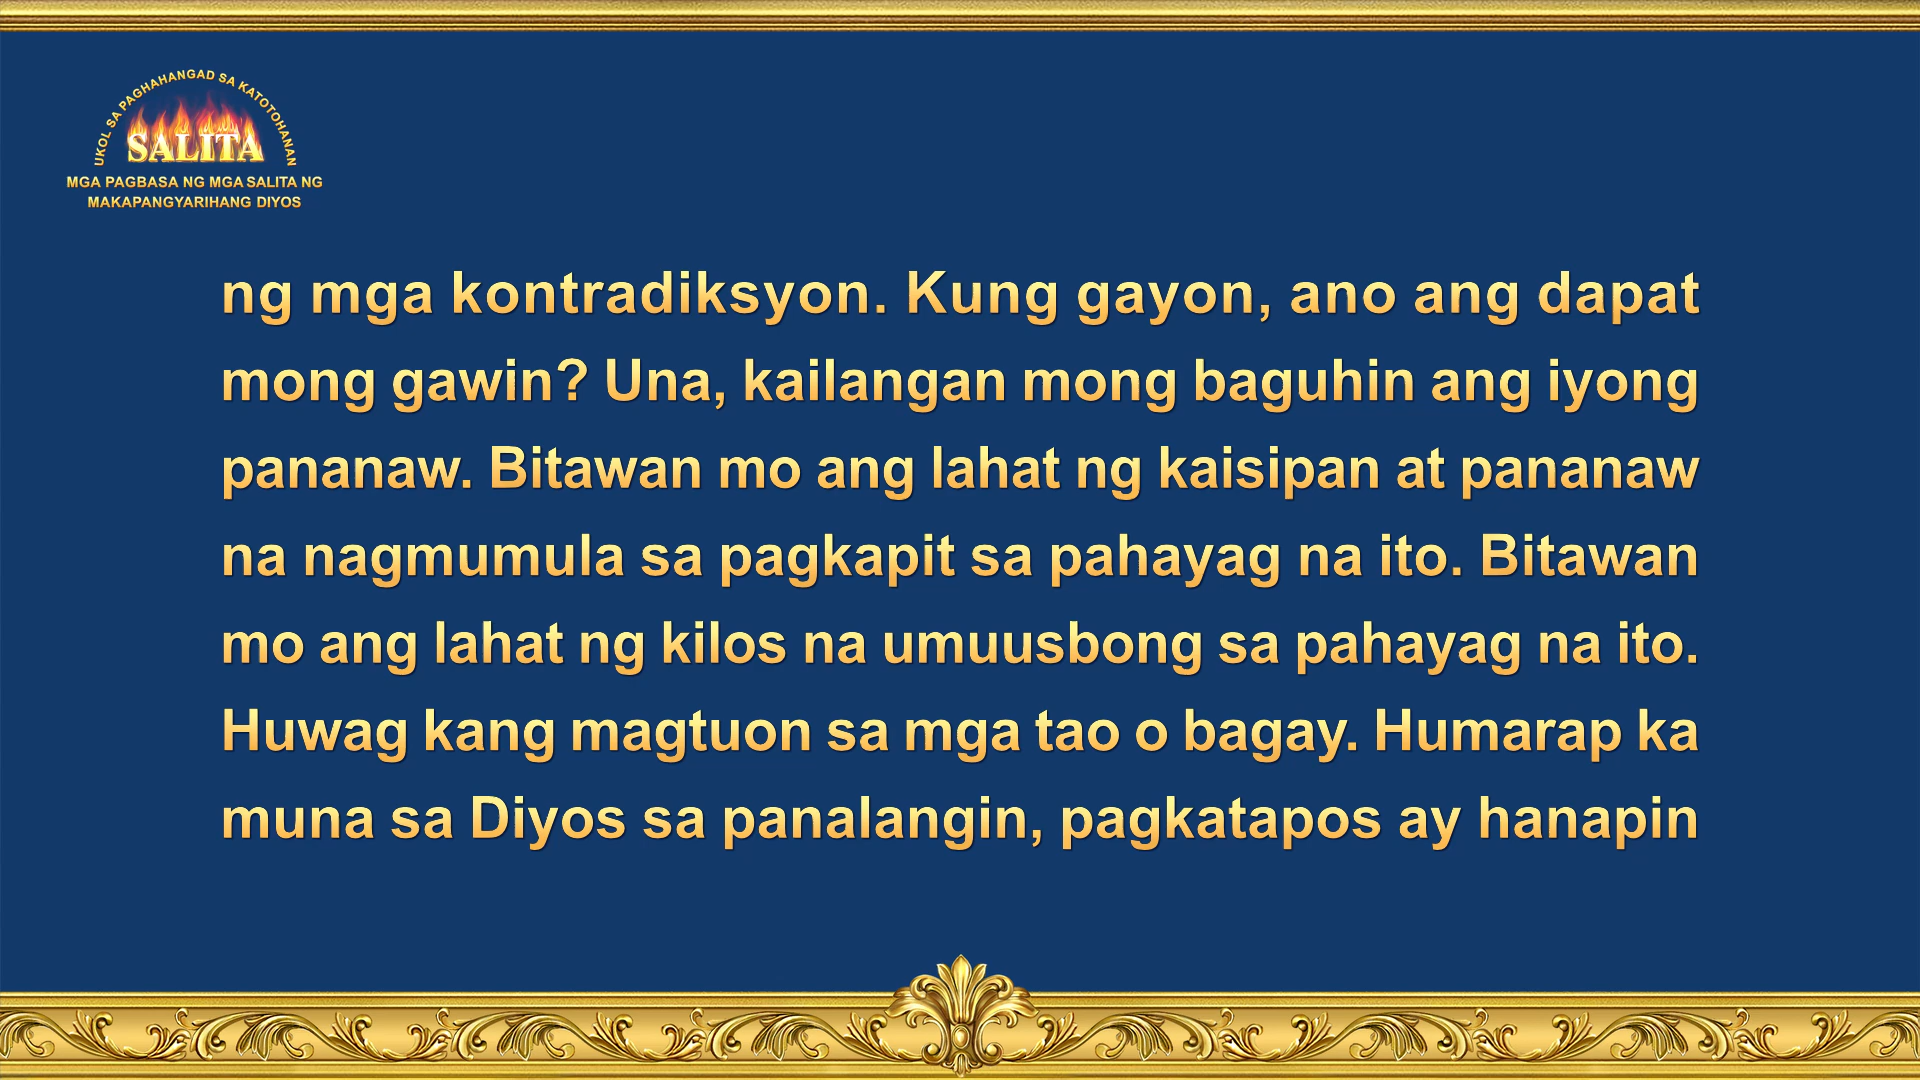 UKOL SA PAGHAHANGAD SA KATOTOHANAN
SALITA
MGA PAGBASA NG MGA SALITA NG
MAKAPANGYARIHANG DIYOS
ng mga kontradiksyon. Kung gayon, ano ang dapat
mong gawin? Una, kailangan mong baguhin ang iyong
pananaw. Bitawan mo ang lahat ng kaisipan at pananaw
na nagmumula sa pagkapit sa pahayag na ito. Bitawan
mo ang lahat ng kilos na umuusbong sa pahayag na ito.
Huwag kang magtuon sa mga tao o bagay. Humarap ka
muna sa Diyos sa panalangin, pagkatapos ay hanapin